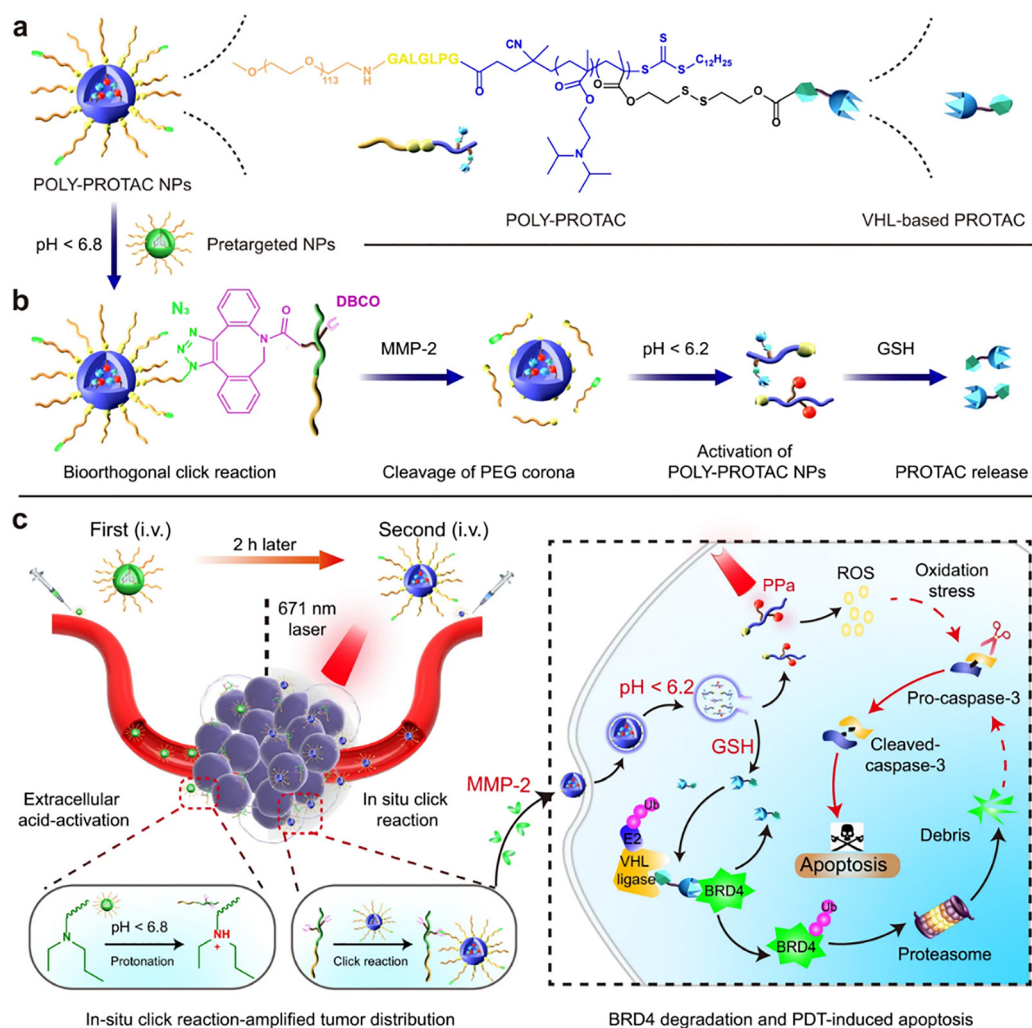 a
GALGLPG
CN
S
O
O
113
N
H
O
S
S
C12H25
O
O
O
O
S
S
O
O
N
POLY-PROTAC NPs
POLY-PROTAC
VHL-based PROTAC
pH < 6.8
Pretargeted NPs
b
N₃
DBCO
O
N
N
N
N
MMP-2
pH < 6.2
GSH
Bioorthogonal click reaction
Cleavage of PEG corona
Activation of
POLY-PROTAC NPs
PROTAC release
c
First (i.v.)
2 h later
Second (i.v.)
671 nm
laser
Extracellular
acid-activation
In situ click
reaction
pH < 6.8
Protonation
N
NH
+
Click reaction
In-situ click reaction-amplified tumor distribution
MMP-2
PPa
ROS
Oxidation
stress
pH < 6.2
Pro-caspase-3
GSH
Cleaved-
caspase-3
Ub
E2
VHL
ligase
BRD4
Apoptosis
Debris
Ub
BRD4
Proteasome
BRD4 degradation and PDT-induced apoptosis